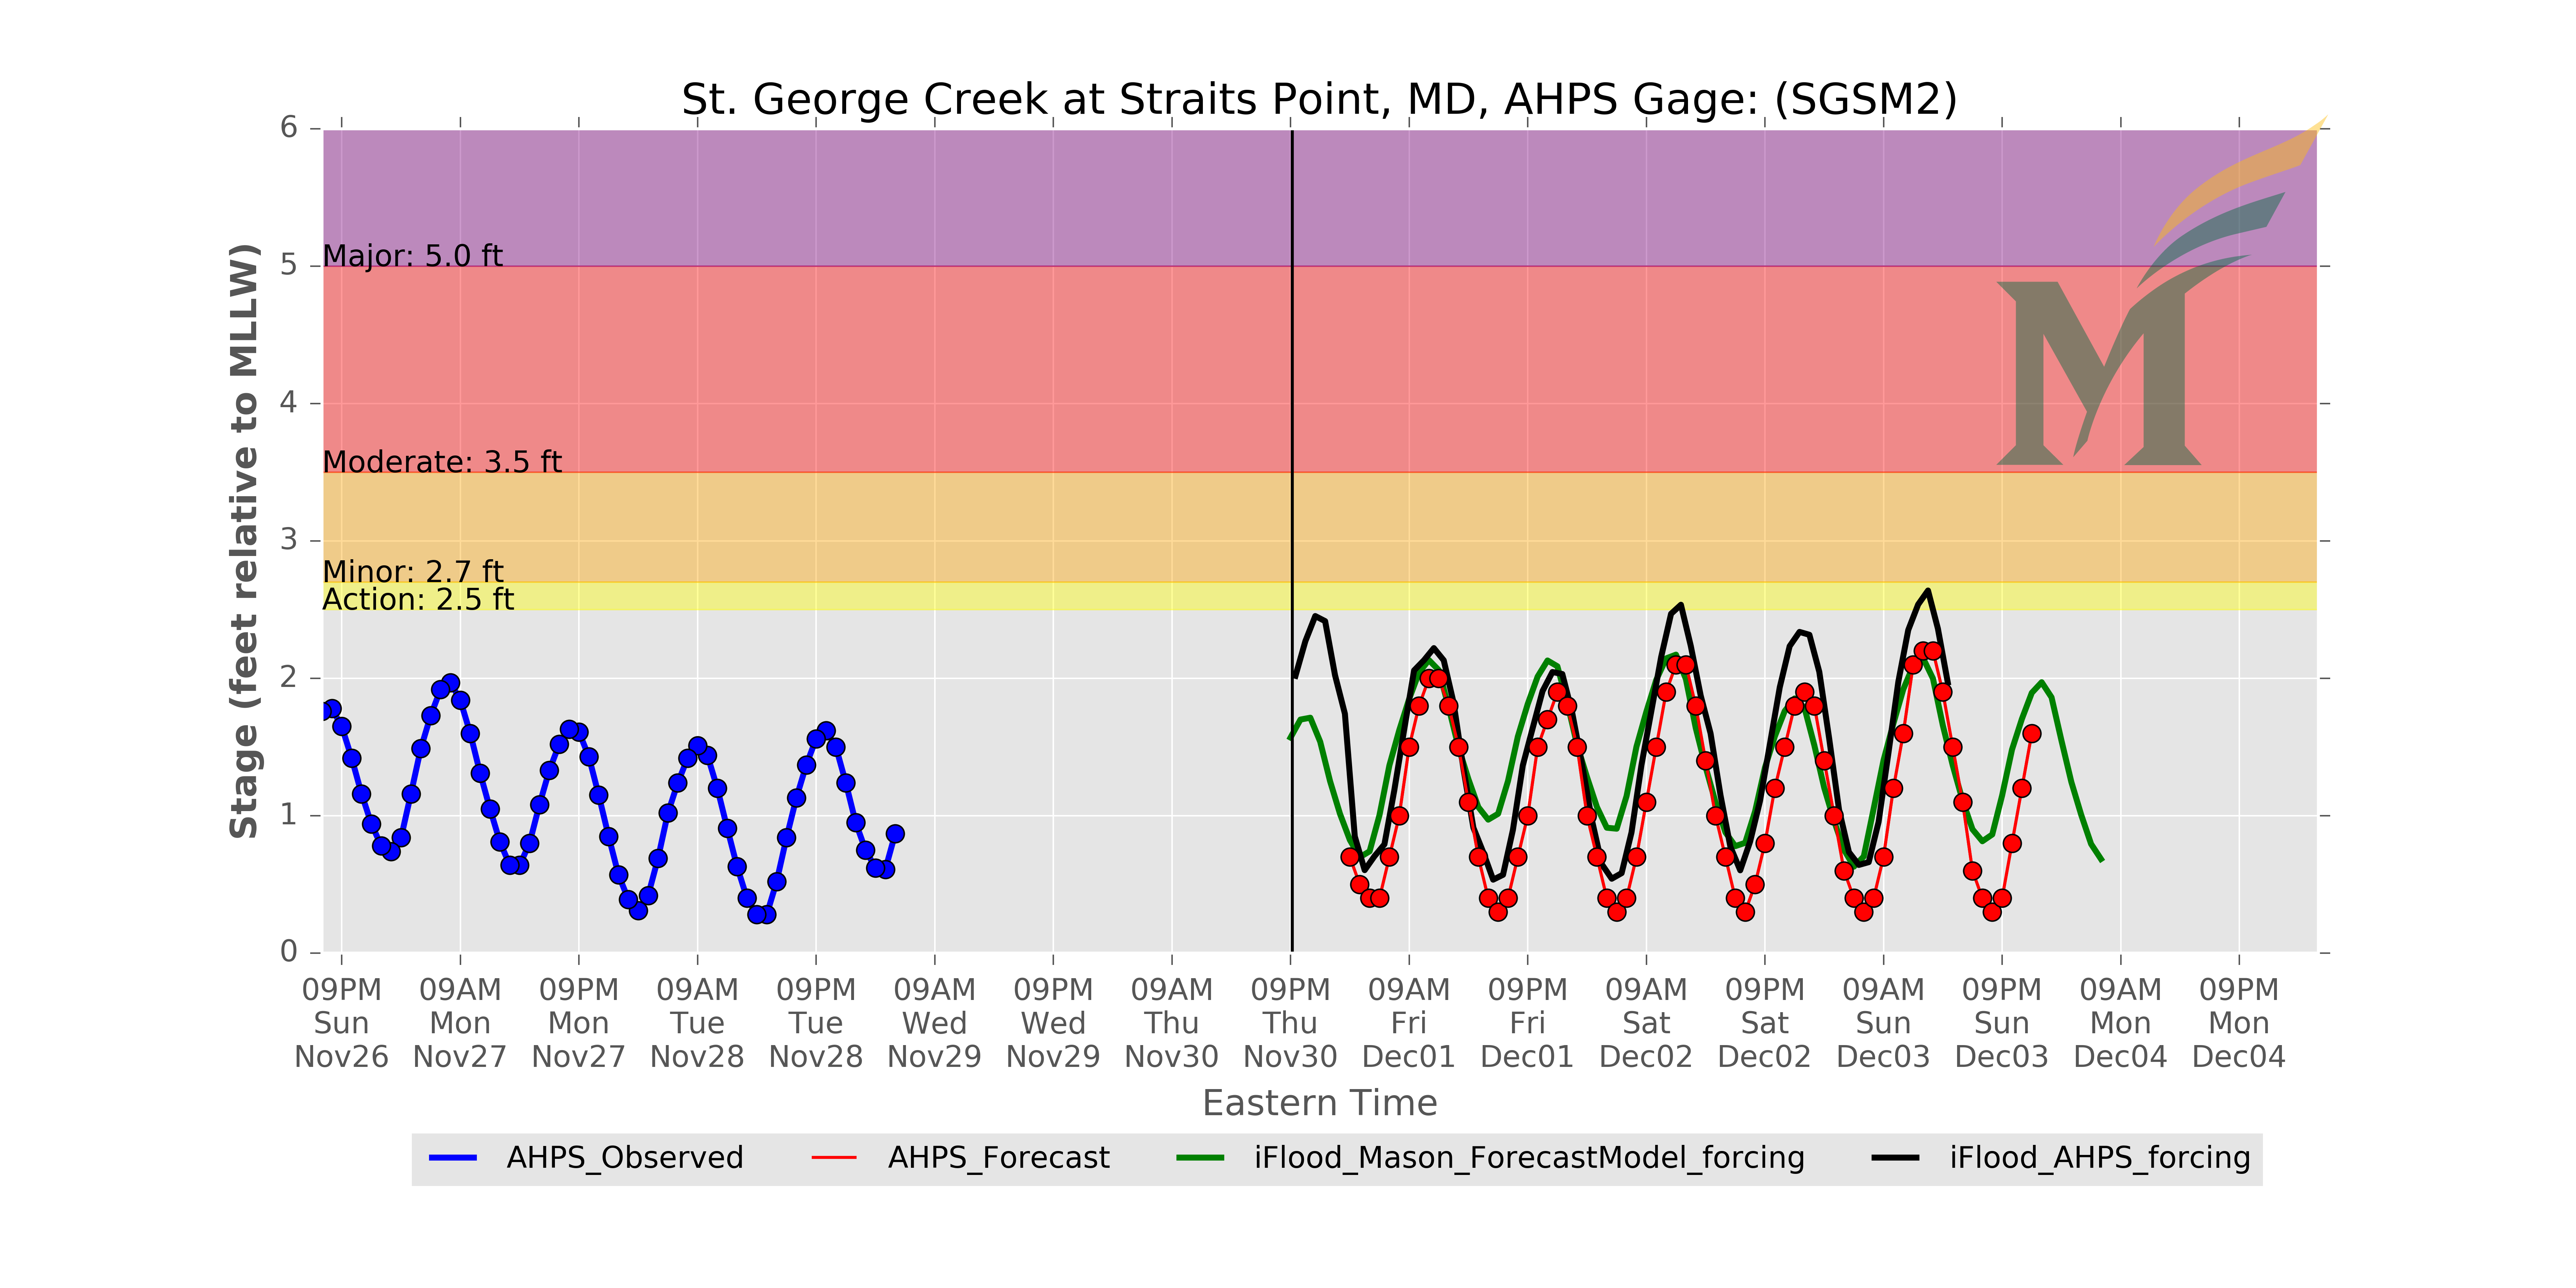 St. George Creek at Straits Point, MD, AHPS Gage: (SGSM2)
Stage (feet relative to MLLW)
6
5
4
3
2
1
0
Major: 5.0 ft
Moderate: 3.5 ft
Minor: 2.7 ft
Action: 2.5 ft
M
09PM 09AM 09PM 09AM 09PM 09AM 09PM 09AM 09PM 09AM 09PM 09AM 09PM 09AM 09PM 09AM 09PM
Sun Mon Mon Tue Tue Wed Wed Thu Thu Fri Fri Sat Sat Sun Sun Mon Mon
Nov26 Nov27 Nov27 Nov28 Nov28 Nov29 Nov29 Nov30 Nov30 Dec01 Dec01 Dec02 Dec02 Dec03 Dec03 Dec04 Dec04
Eastern Time
AHPS_Observed AHPS_Forecast iFlood_Mason_ForecastModel_forcing iFlood_AHPS_forcing